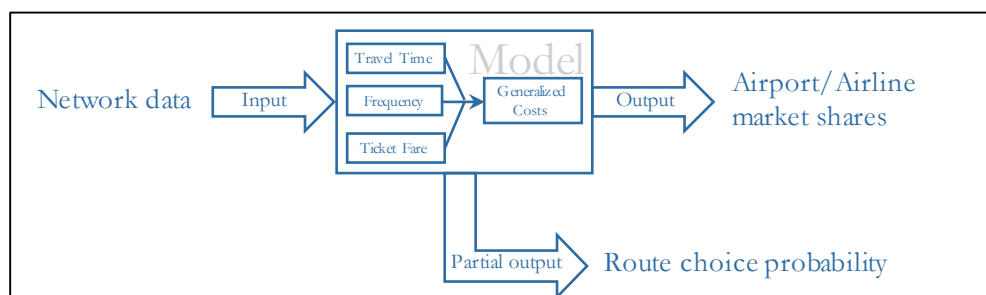 Model
Travel Time
Frequency
Ticket Fare
Generalized
Costs
Network data
Input
Output
Airport/Airline
market shares
Partial output
Route choice probability